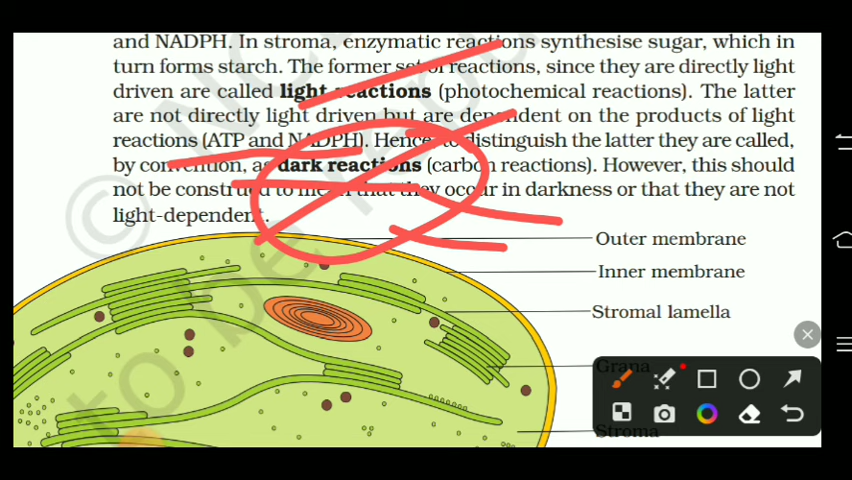 and NADPH. In stroma, enzymatic reactions synthesise sugar, which in
turn forms starch. The former set of reactions, since they are directly light
driven are called light reactions (photochemical reactions). The latter
are not directly light driven but are dependent on the products of light
reactions (ATP and NADPH). Hence, to distinguish the latter they are called,
by convention, as dark reactions (carbon reactions). However, this should
not be construed to mean that they occur in darkness or that they are not
light-dependent.
Outer membrane
Inner membrane
Stromal lamella
Grana
Stroma
to be